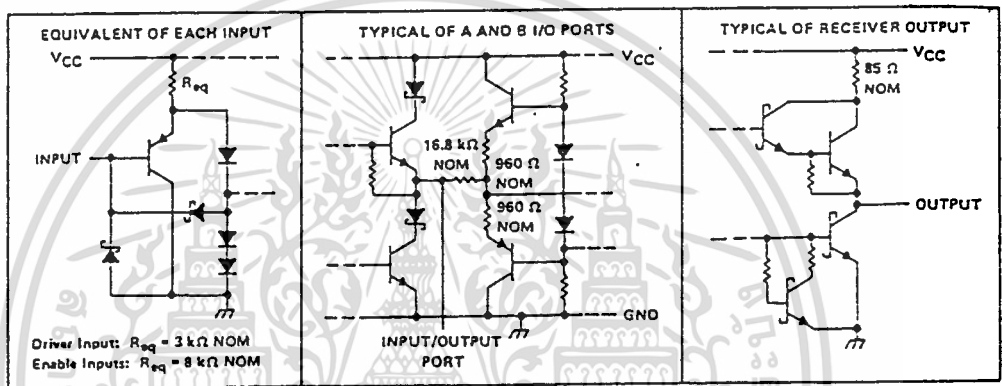 EQUIVALENT OF EACH INPUT
VCC
Req
INPUT
Driver Input: Req = 3 kΩ NOM
Enable Inputs: Req = 8 kΩ NOM
TYPICAL OF A AND B I/O PORTS
VCC
16.8 kΩ
NOM
960 Ω
NOM
960 Ω
NOM
GND
INPUT/OUTPUT
PORT
TYPICAL OF RECEIVER OUTPUT
VCC
85 Ω
NOM
OUTPUT